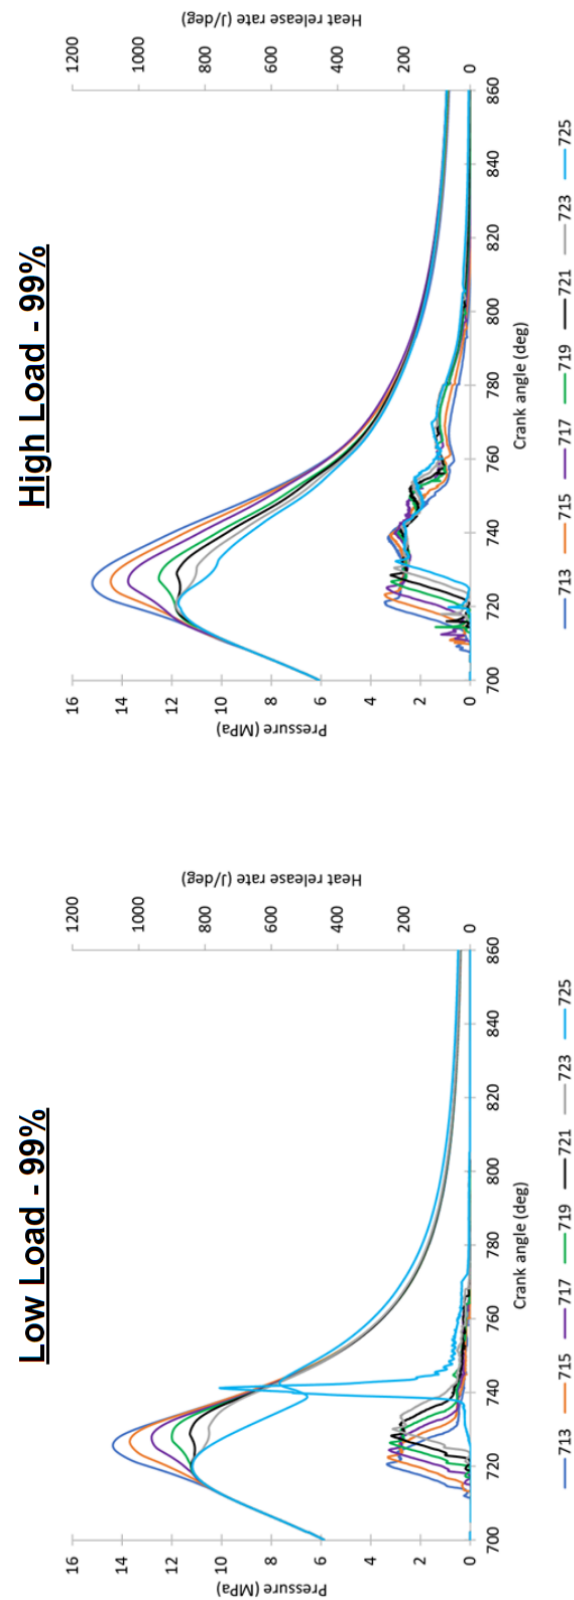 Low Load - 99%
Pressure (MPa)
16
14
12
10
8
6
4
2
0
1200
1000
800
600
400
200
0
Heat release rate (J/deg)
700 720 740 760 780 800 820 840 860
Crank angle (deg)
713 715 717 719 721 723 725
High Load - 99%
Pressure (MPa)
16
14
12
10
8
6
4
2
0
1200
1000
800
600
400
200
0
Heat release rate (J/deg)
700 720 740 760 780 800 820 840 860
Crank angle (deg)
713 715 717 719 721 723 725